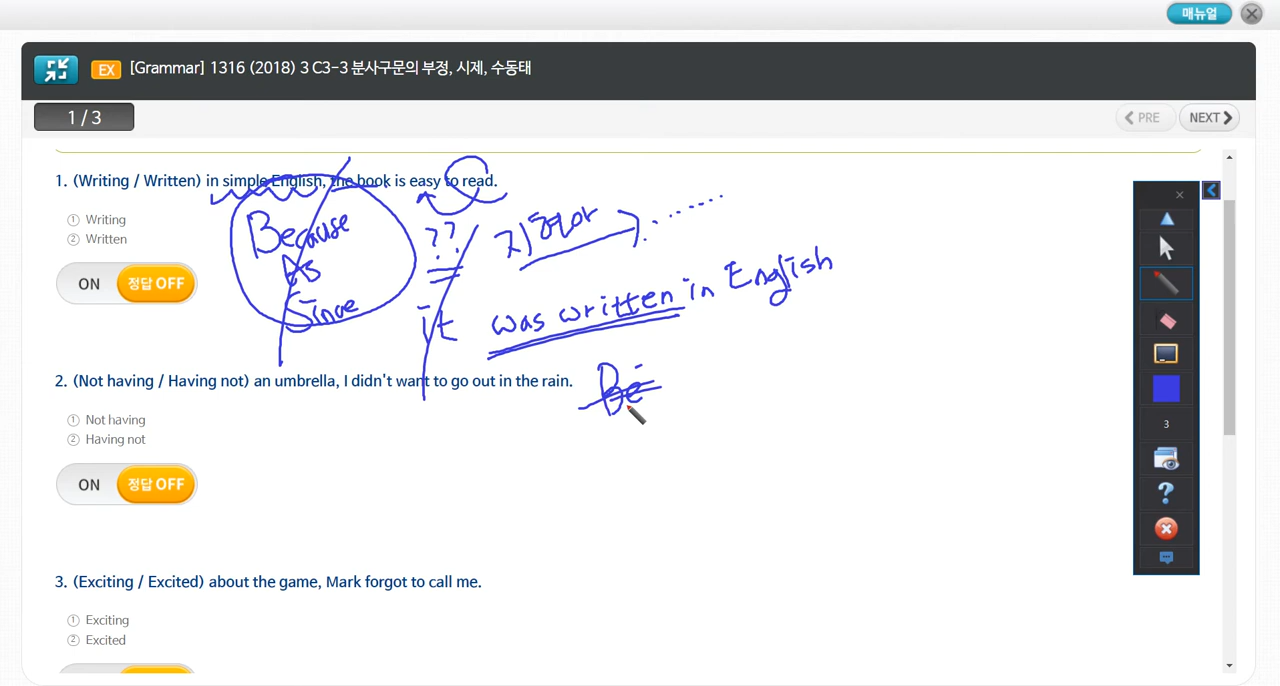 매뉴얼
EX [Grammar] 1316 (2018) 3 C3-3 분사구문의 부정, 시제, 수동태
1 / 3
PRE NEXT
1. (Writing / Written) in simple English, the book is easy to read.
① Writing
② Written
ON 정답 OFF
Because
As
Since
??
it was written in English
2. (Not having / Having not) an umbrella, I didn't want to go out in the rain.
Be
① Not having
② Having not
ON 정답 OFF
3. (Exciting / Excited) about the game, Mark forgot to call me.
① Exciting
② Excited
3
?